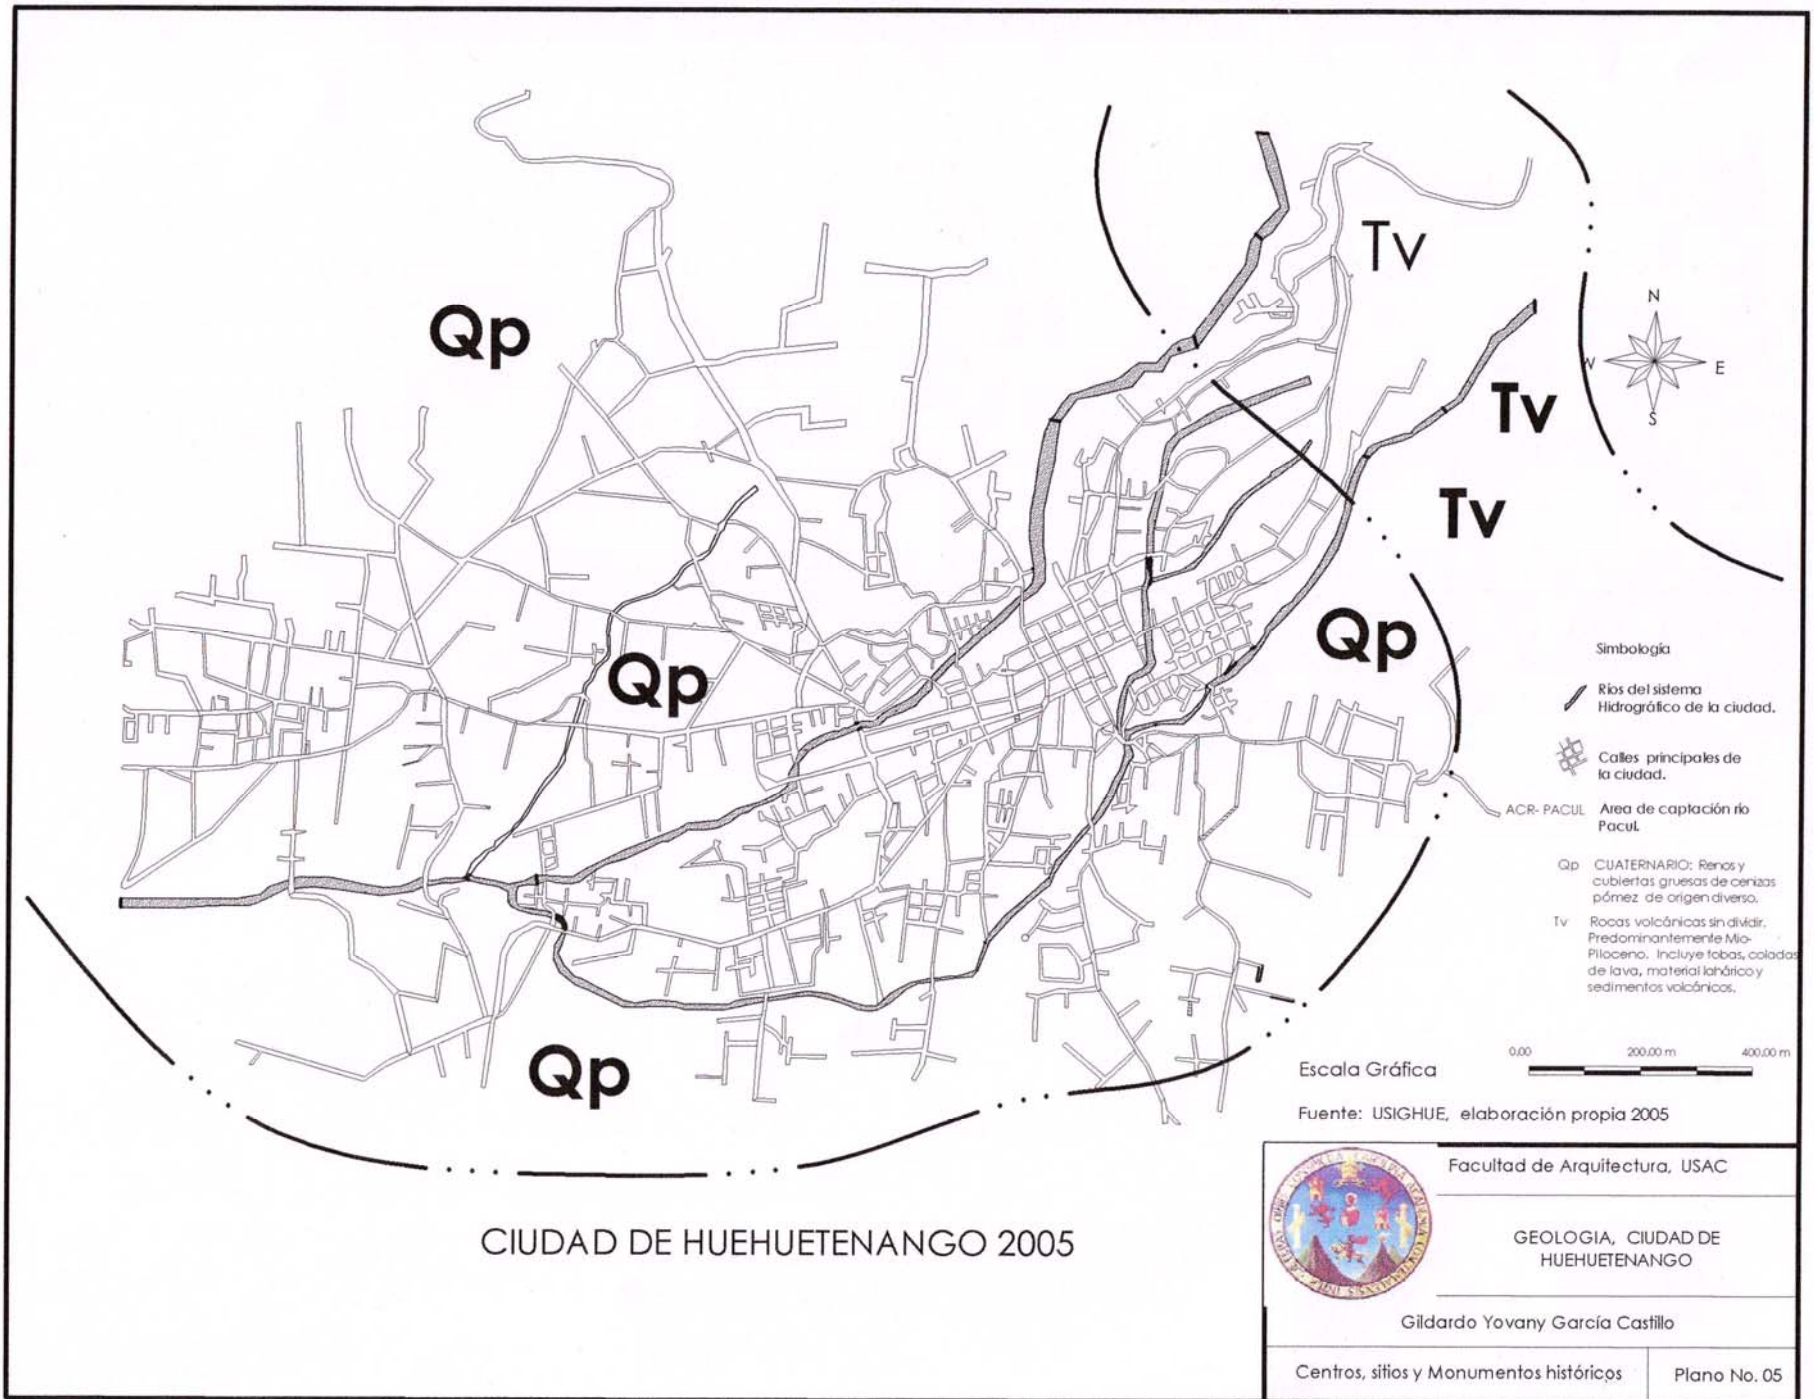 Tv
Qp
N
W
E
S
Tv
Tv
Qp
Qp
Qp
Simbología
Ríos del sistema
Hidrográfico de la ciudad.
Calles principales de
la ciudad.
ACR- PACUL Area de captación río
Pacul.
Qp CUATERNARIO: Renos y
cubiertas gruesas de cenizas
pómez de origen diverso.
Tv Rocas volcánicas sin dividir.
Predominantemente Mio-
Plioceno. Incluye tobas, coladas
de lava, material lahárico y
sedimentos volcánicos.
Escala Gráfica
0.00 200.00 m 400.00 m
Fuente: USIGHUE, elaboración propia 2005
CIUDAD DE HUEHUETENANGO 2005
Facultad de Arquitectura, USAC
GEOLOGIA, CIUDAD DE
HUEHUETENANGO
Gildardo Yovany García Castillo
Centros, sitios y Monumentos históricos
Plano No. 05